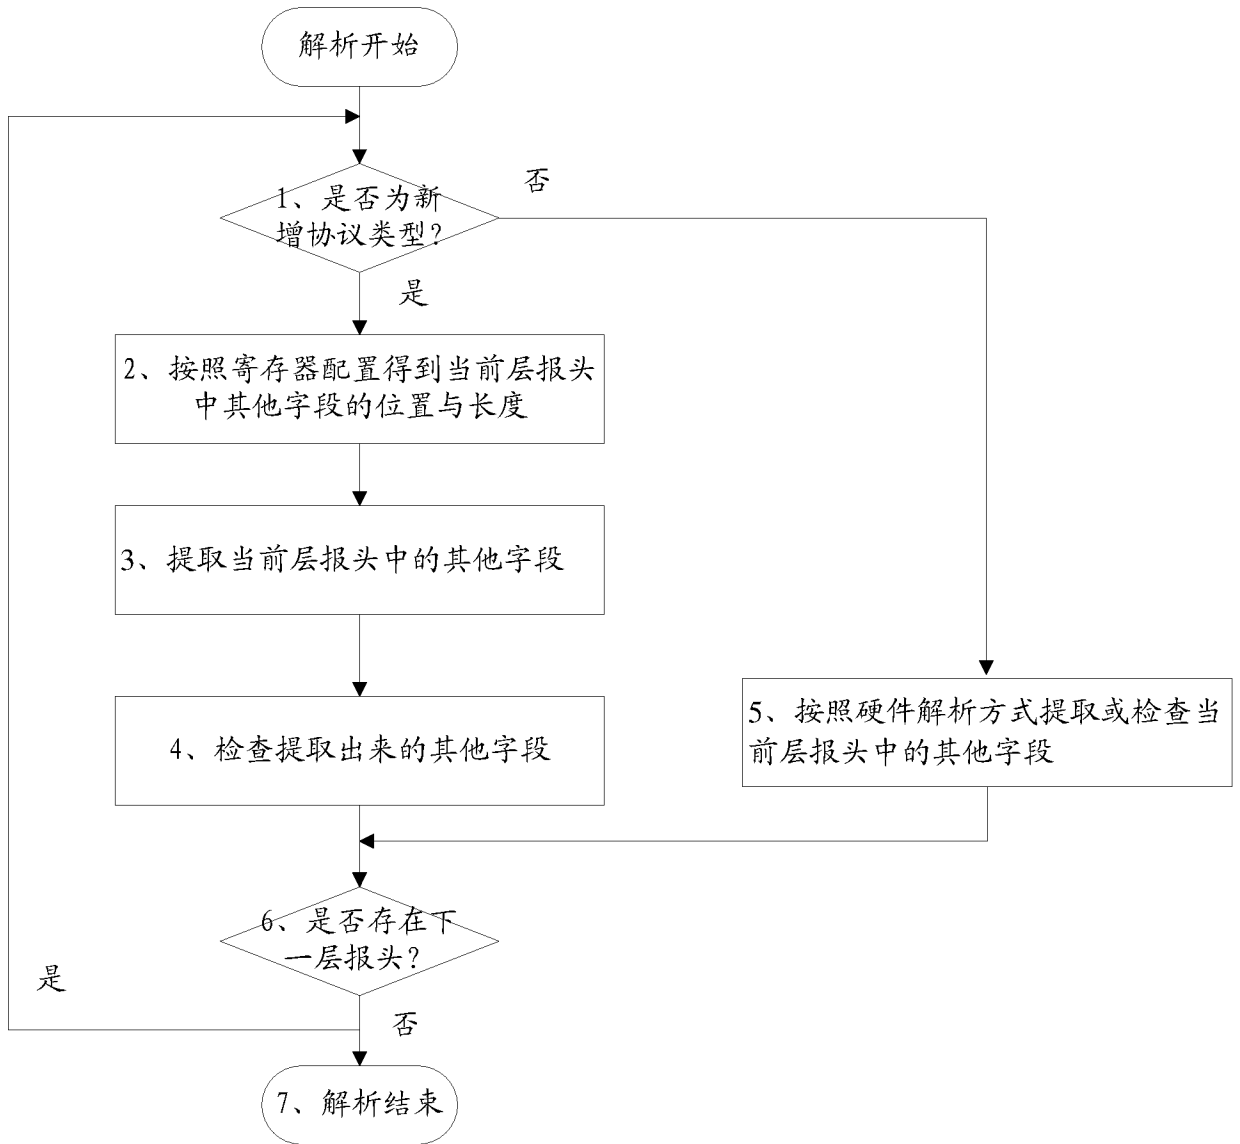 解析开始
1、是否为新
增协议类型?
否
是
2、按照寄存器配置得到当前层报头
中其他字段的位置与长度
3、提取当前层报头中的其他字段
4、检查提取出来的其他字段
5、按照硬件解析方式提取或检查当
前层报头中的其他字段
6、是否存在下
一层报头?
是
否
7、解析结束